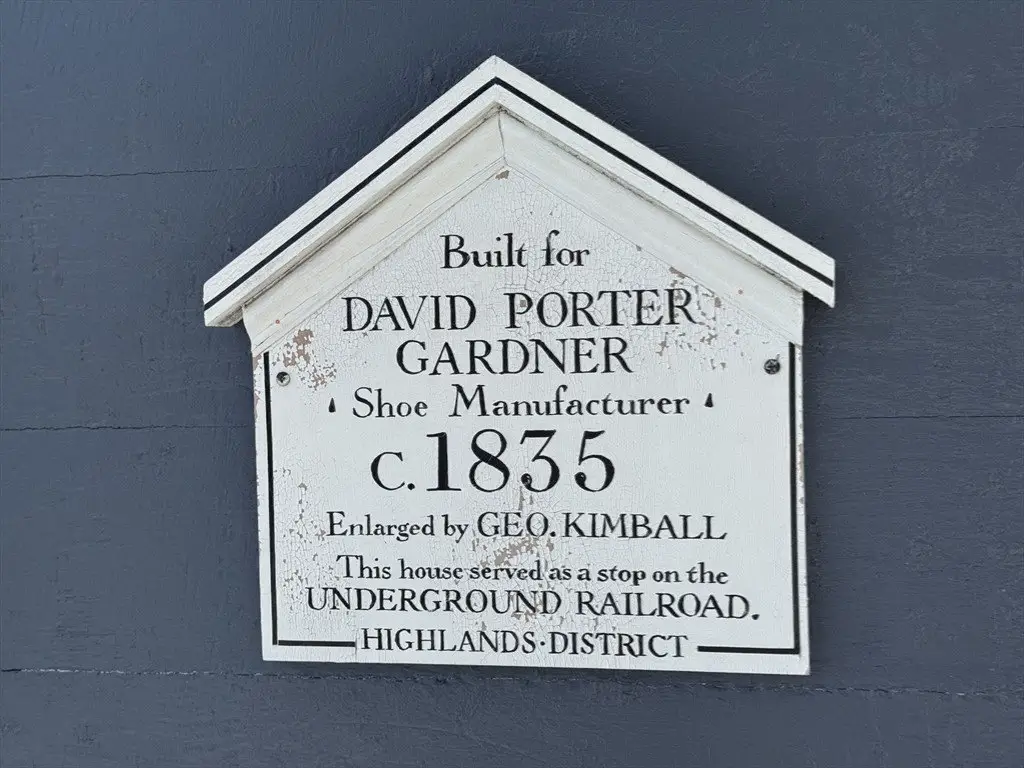 Built for
DAVID PORTER
GARDNER
Shoe Manufacturer
c.1835
Enlarged by GEO. KIMBALL
This house served as a stop on the
UNDERGROUND RAILROAD.
HIGHLANDS·DISTRICT